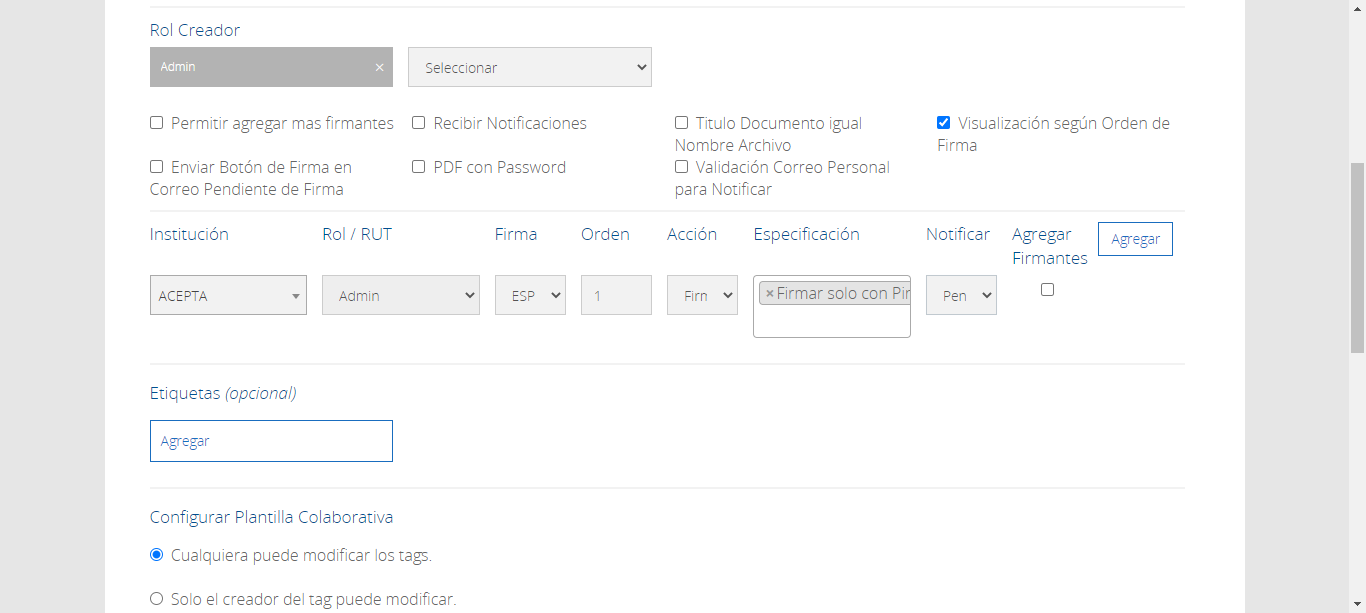 Rol Creador
Admin ×
Seleccionar
Permitir agregar mas firmantes
Recibir Notificaciones
Titulo Documento igual
Nombre Archivo
Visualización según Orden de
Firma
Enviar Botón de Firma en
Correo Pendiente de Firma
PDF con Password
Validación Correo Personal
para Notificar
Institución
Rol / RUT
Firma
Orden
Acción
Especificación
Notificar
Agregar
Firmantes
Agregar
ACEPTA
Admin
ESP
1
Firn
×Firmar solo con Pin
Pen
Etiquetas (opcional)
Agregar
Configurar Plantilla Colaborativa
Cualquiera puede modificar los tags.
Solo el creador del tag puede modificar.